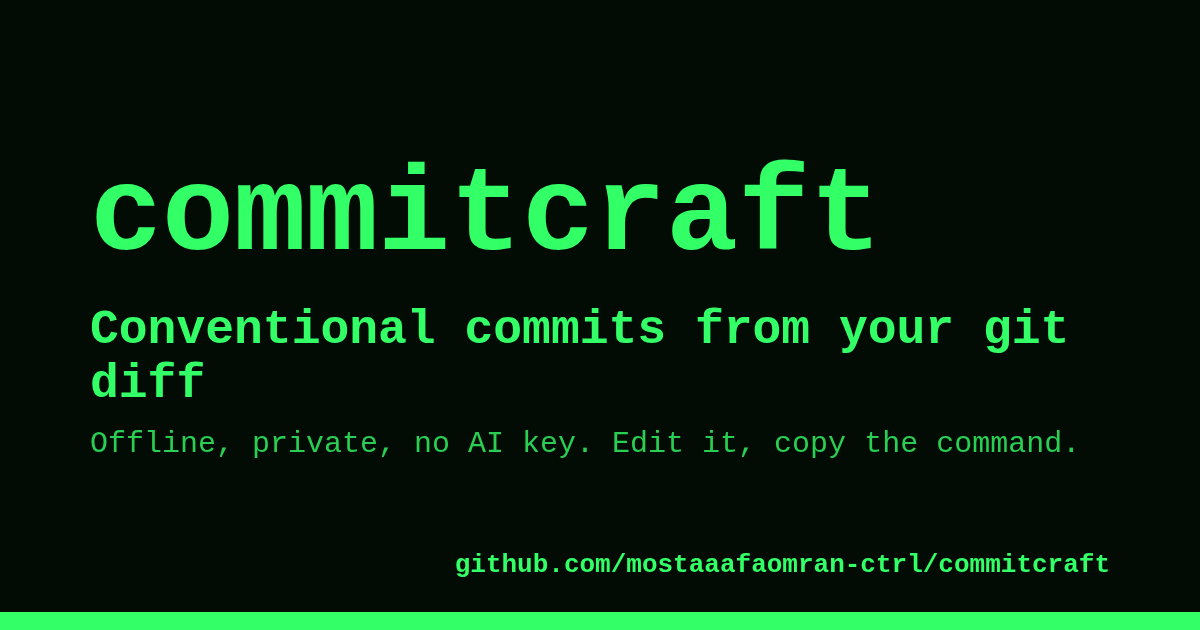 commitcraft
Conventional commits from your git
diff
Offline, private, no AI key. Edit it, copy the command.
github.com/mostaaafaomran-ctrl/commitcraft